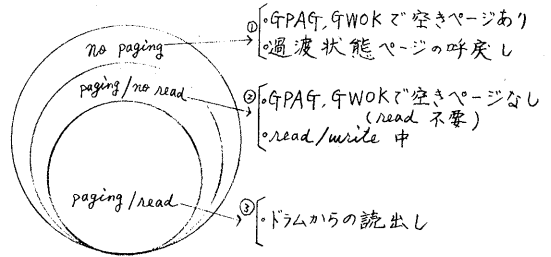 no paging
① ・GPAG, GWOKで空きページあり
・過渡状態ページの呼戻し
paging/no read
② ・GPAG, GWOKで空きページなし
(read 不要)
・read/write 中
paging/read
③ ・ドラムからの読出し